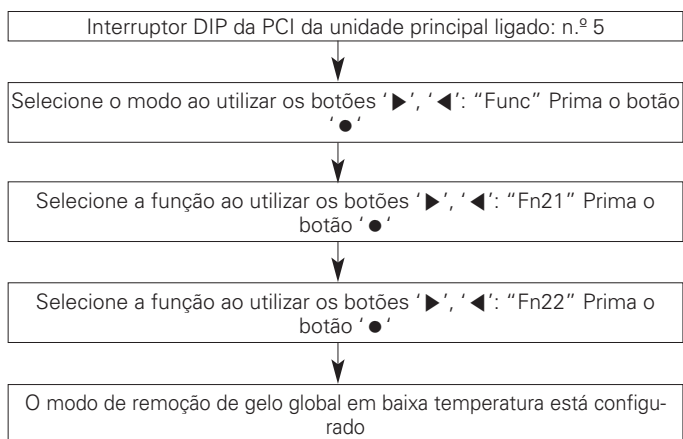 Interruptor DIP da PCI da unidade principal ligado: n.º 5
Selecione o modo ao utilizar os botões ‘▶’, ‘◀’: “Func” Prima o botão
‘●‘
Selecione a função ao utilizar os botões ‘▶’, ‘◀’: “Fn21” Prima o
botão ‘●‘
Selecione a função ao utilizar os botões ‘▶’, ‘◀’: “Fn22” Prima o
botão ‘●‘
O modo de remoção de gelo global em baixa temperatura está configu-
rado